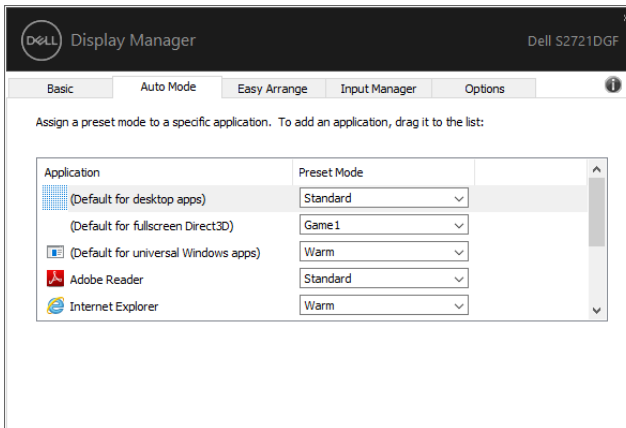 DELL Display Manager Dell S2721DGF
Basic Auto Mode Easy Arrange Input Manager Options
Assign a preset mode to a specific application. To add an application, drag it to the list:
Application Preset Mode
(Default for desktop apps) Standard
(Default for fullscreen Direct3D) Game1
(Default for universal Windows apps) Warm
Adobe Reader Standard
Internet Explorer Warm